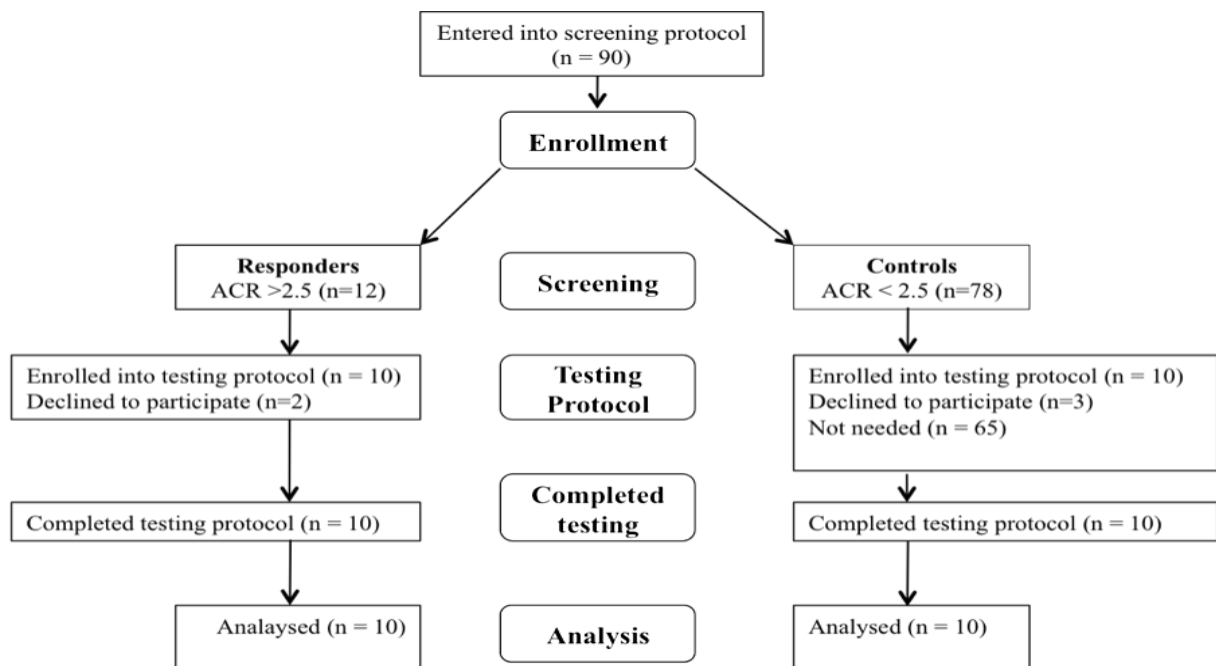 Entered into screening protocol
(n = 90)
Enrollment
Responders
ACR >2.5 (n=12)
Screening
Controls
ACR < 2.5 (n=78)
Enrolled into testing protocol (n = 10)
Declined to participate (n=2)
Testing
Protocol
Enrolled into testing protocol (n = 10)
Declined to participate (n=3)
Not needed (n = 65)
Completed testing protocol (n = 10)
Completed
testing
Completed testing protocol (n = 10)
Analaysed (n = 10)
Analysis
Analysed (n = 10)